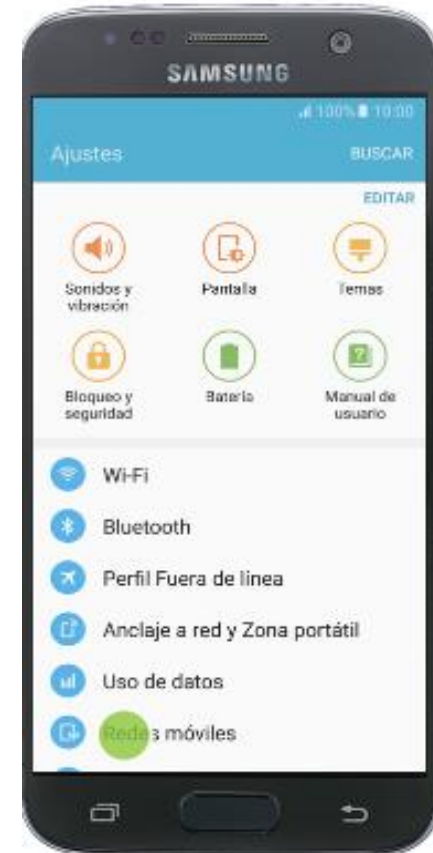 SAMSUNG
100% 10:00
Ajustes BUSCAR
EDITAR
Sonidos y
vibración
Pantalla
Temas
Bloqueo y
seguridad
Batería
Manual de
usuario
Wi-Fi
Bluetooth
Perfil Fuera de línea
Anclaje a red y Zona portátil
Uso de datos
Redes móviles